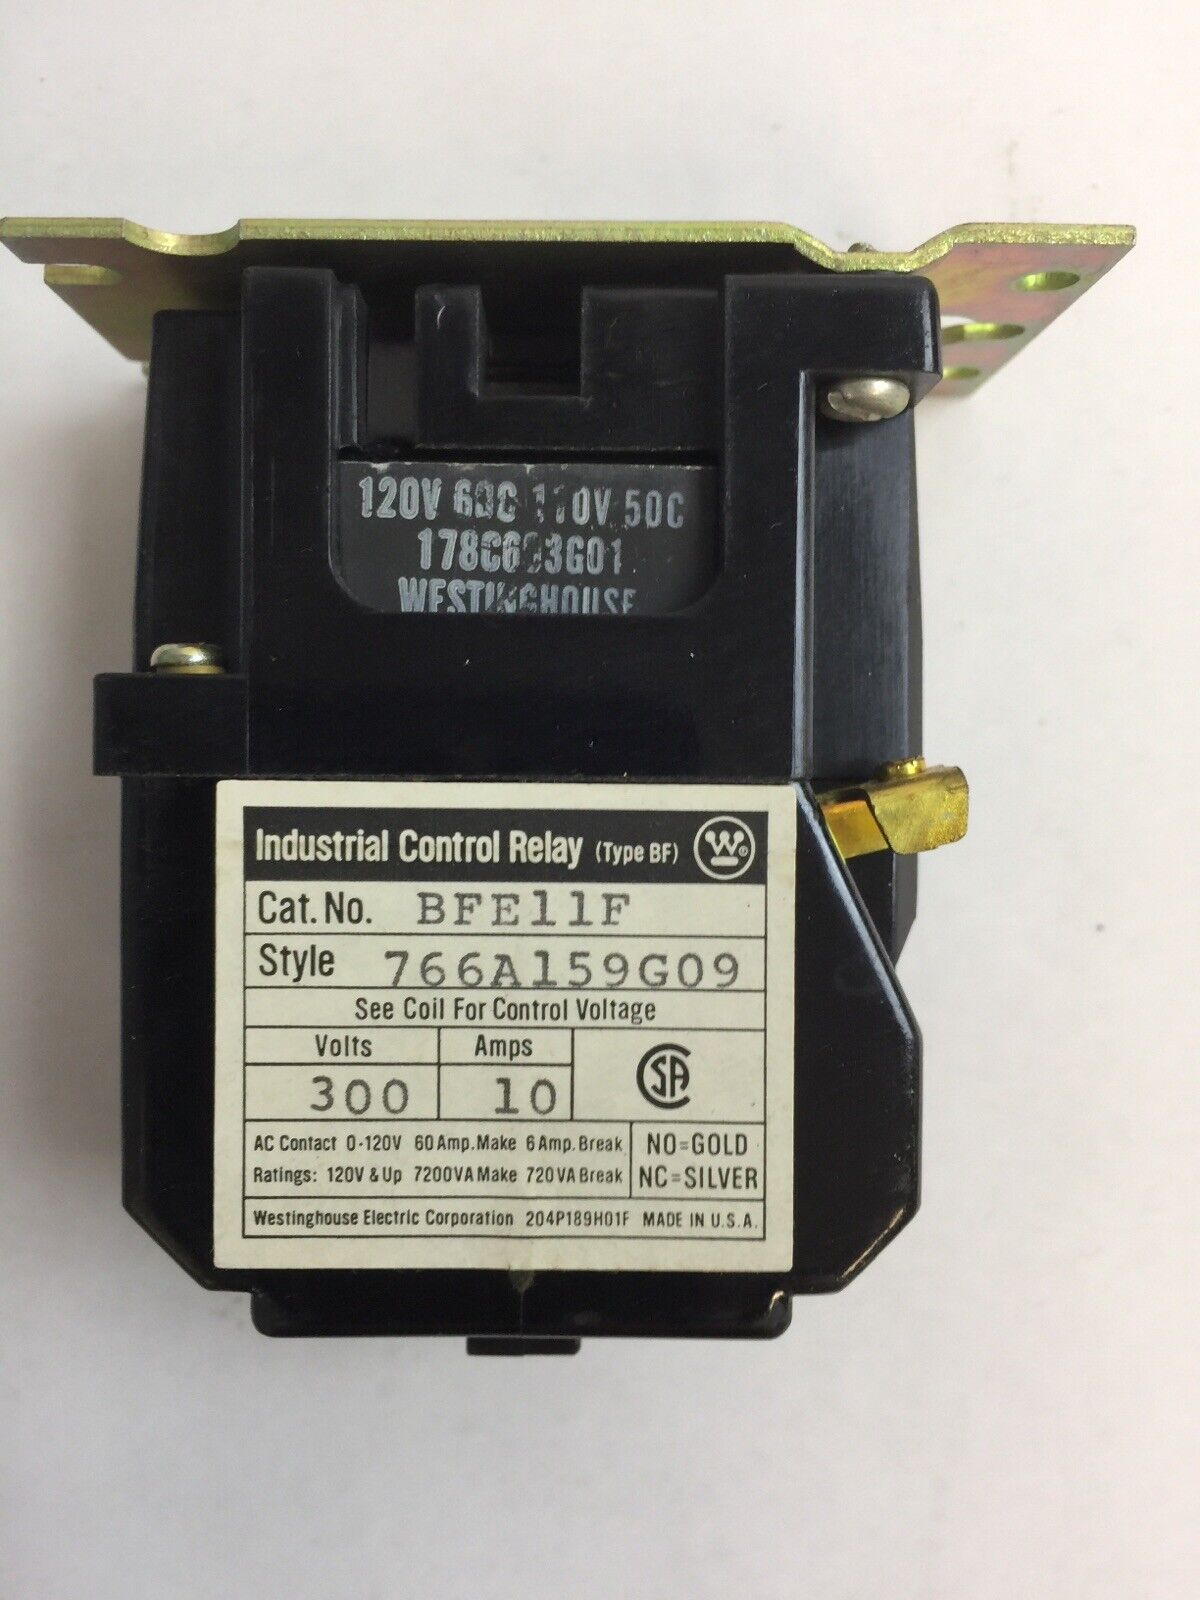 120V 60C 110V 50C
178C683G01
WESTINGHOUSE
Industrial Control Relay (Type BF) W®
Cat. No. BFE11F
Style 766A159G09
See Coil For Control Voltage
Volts Amps
300 10
AC Contact 0-120V 60 Amp. Make 6 Amp. Break
Ratings: 120V & Up 7200VA Make 720VA Break
NO=GOLD
NC=SILVER
Westinghouse Electric Corporation 204P189H01F MADE IN U.S.A.